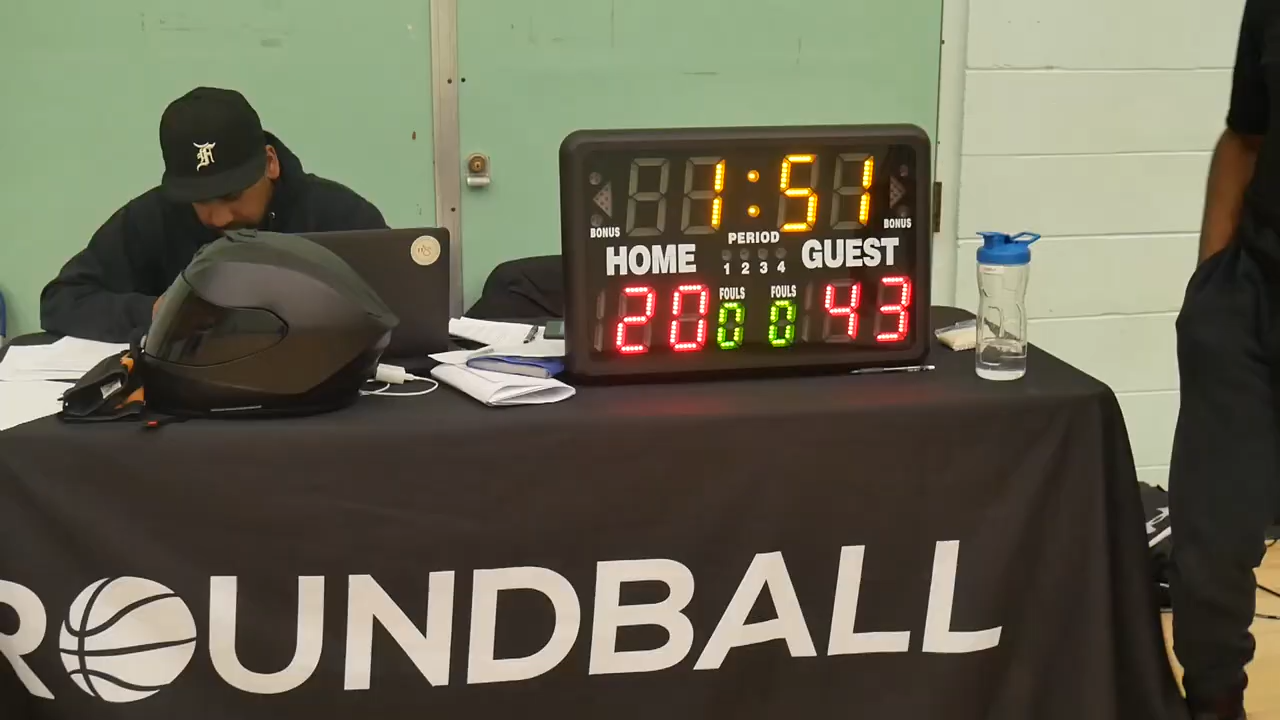 1:51
BONUS
BONUS
PERIOD
HOME
GUEST
1 2 3 4
FOULS
FOULS
20
0
0
43
ROUNDBALL